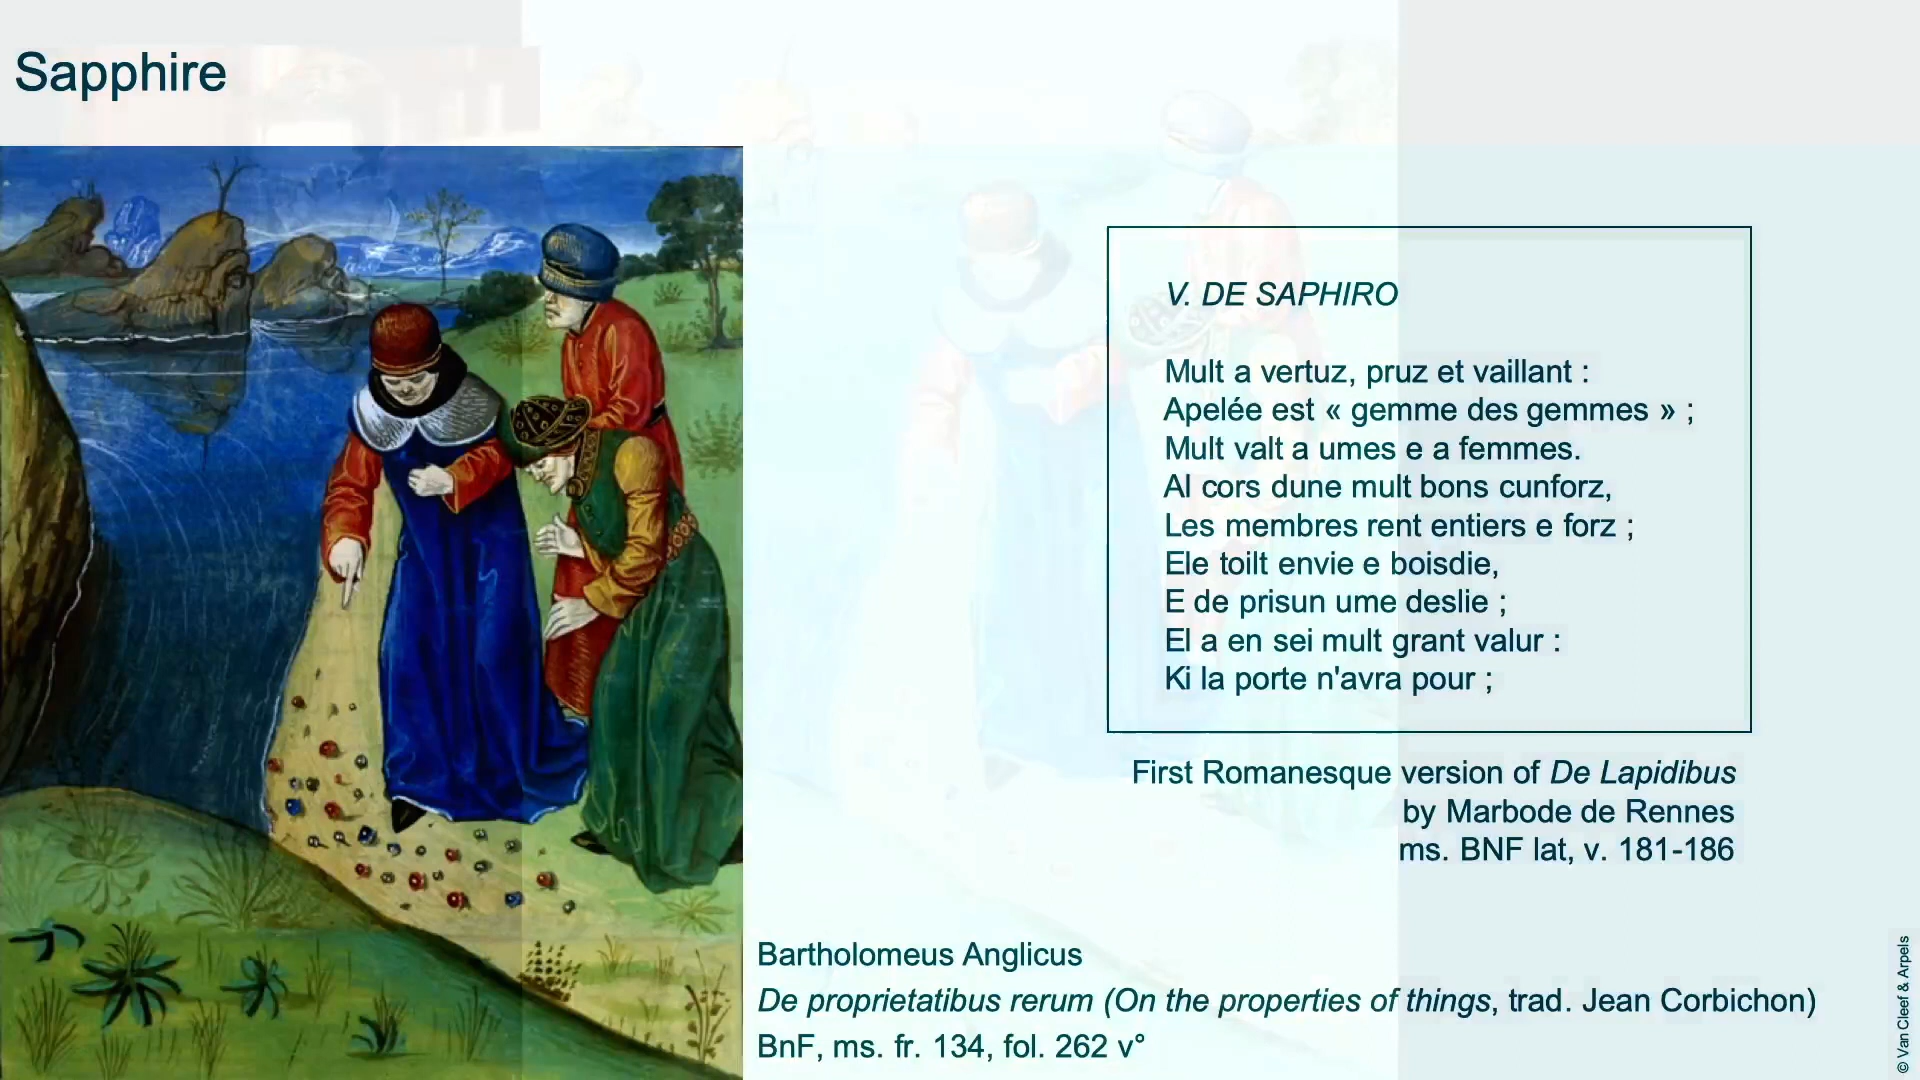 Sapphire
V. DE SAPHIRO
Mult a vertuz, pruz et vaillant :
Apelée est « gemme des gemmes » ;
Mult valt a umes e a femmes.
Al cors dune mult bons cunforz,
Les membres rent entiers e forz ;
Ele toilt envie e boisdie,
E de prisun ume deslie ;
El a en sei mult grant valur :
Ki la porte n'avra pour ;
First Romanesque version of De Lapidibus
by Marbode de Rennes
ms. BNF lat, v. 181-186
Bartholomeus Anglicus
De proprietatibus rerum (On the properties of things, trad. Jean Corbichon)
BnF, ms. fr. 134, fol. 262 v°
© Van Cleef & Arpels